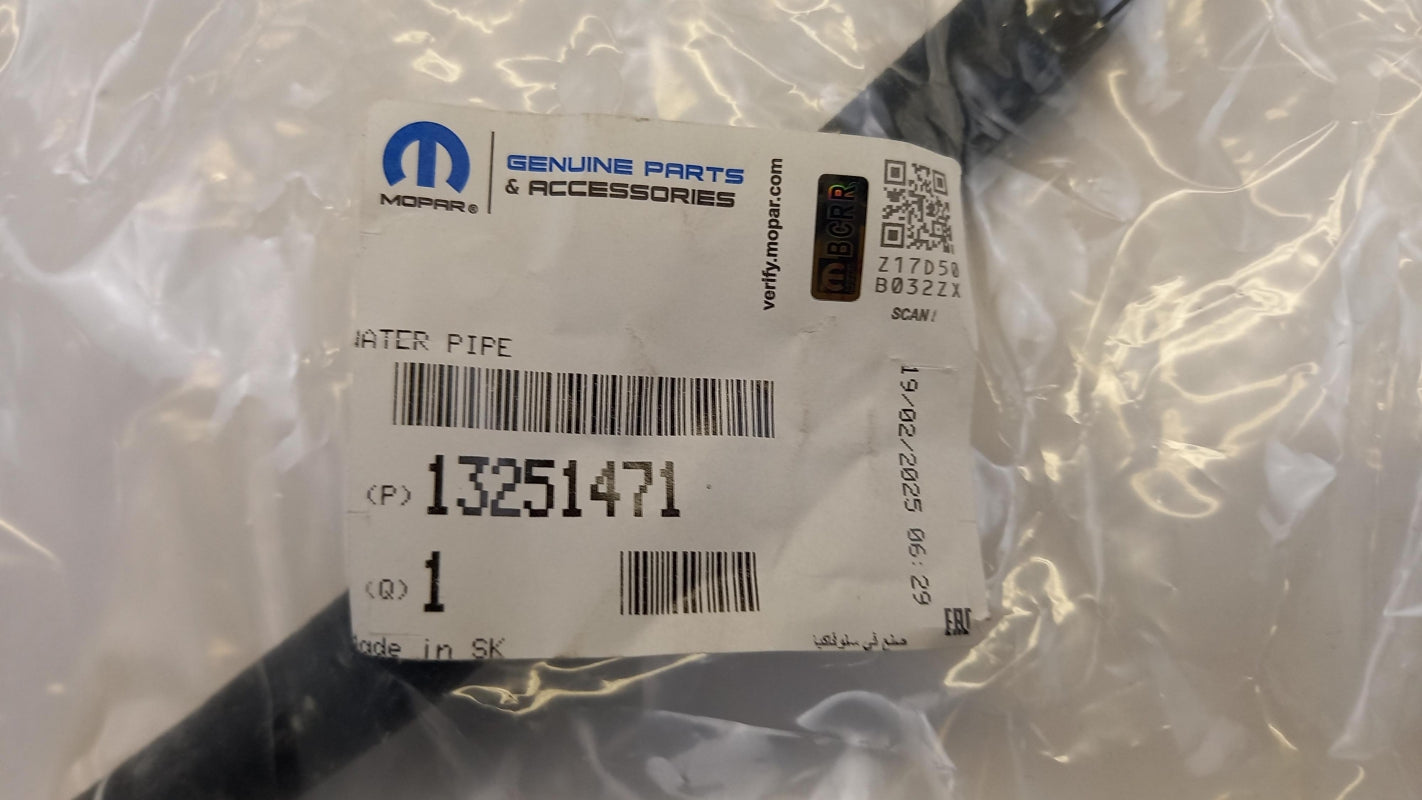 MOPAR®
GENUINE PARTS
& ACCESSORIES
verify.mopar.com
BCRR
Z17D50
B032ZX
SCAN!
WATER PIPE
19/02/2025 06:29
(P) 13251471
(Q) 1
Made in SK
صنع في سلوفاكيا
EAC